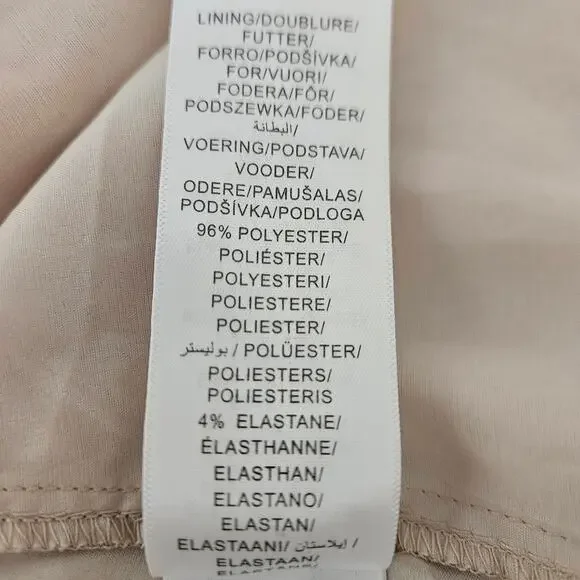 LINING/DOUBLURE/
FUTTER/
FORRO/PODŠÍVKA/
FOR/VUORI/
FODERA/FÔR/
PODSZEWKA/FODER/
البطانة/
VOERING/PODSTAVA/
VOODER/
ODERE/PAMUŠALAS/
PODŠÍVKA/PODLOGA
96% POLYESTER/
POLIÉSTER/
POLYESTERI/
POLIESTERE/
POLIESTER/
بوليستر / POLÜESTER/
POLIESTERS/
POLIESTERIS
4% ELASTANE/
ÉLASTHANNE/
ELASTHAN/
ELASTANO/
ELASTAN/
ELASTAANI/ إيلاستان /
ELASTAAN/